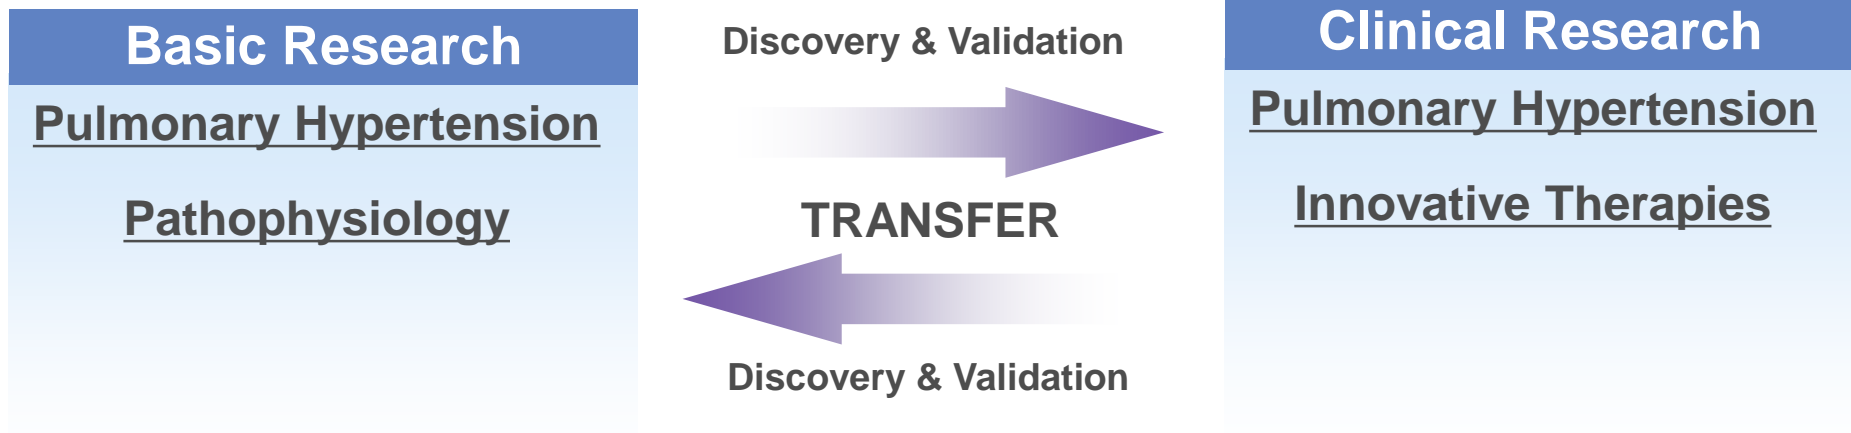 Basic Research
Pulmonary Hypertension
Pathophysiology
Discovery & Validation
TRANSFER
Discovery & Validation
Clinical Research
Pulmonary Hypertension
Innovative Therapies